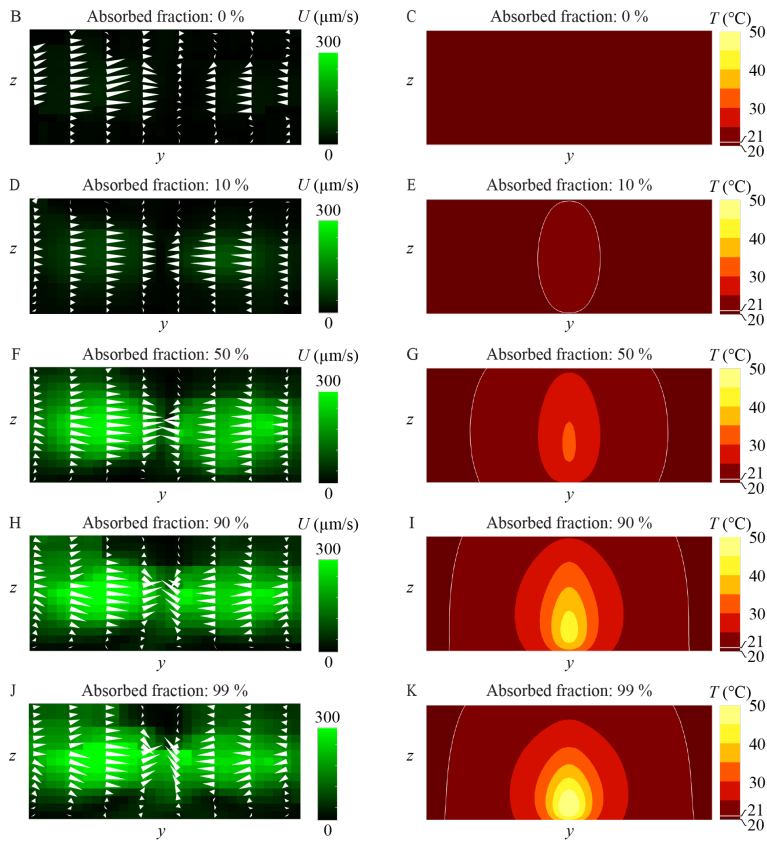 B Absorbed fraction: 0 % U (µm/s)
300
z
0
y
C Absorbed fraction: 0 % T (°C)
50
40
z
30
21
20
y
D Absorbed fraction: 10 % U (µm/s)
300
z
0
y
E Absorbed fraction: 10 % T (°C)
50
40
z
30
21
20
y
F Absorbed fraction: 50 % U (µm/s)
300
z
0
y
G Absorbed fraction: 50 % T (°C)
50
40
z
30
21
20
y
H Absorbed fraction: 90 % U (µm/s)
300
z
0
y
I Absorbed fraction: 90 % T (°C)
50
40
z
30
21
20
y
J Absorbed fraction: 99 % U (µm/s)
300
z
0
y
K Absorbed fraction: 99 % T (°C)
50
40
z
30
21
20
y